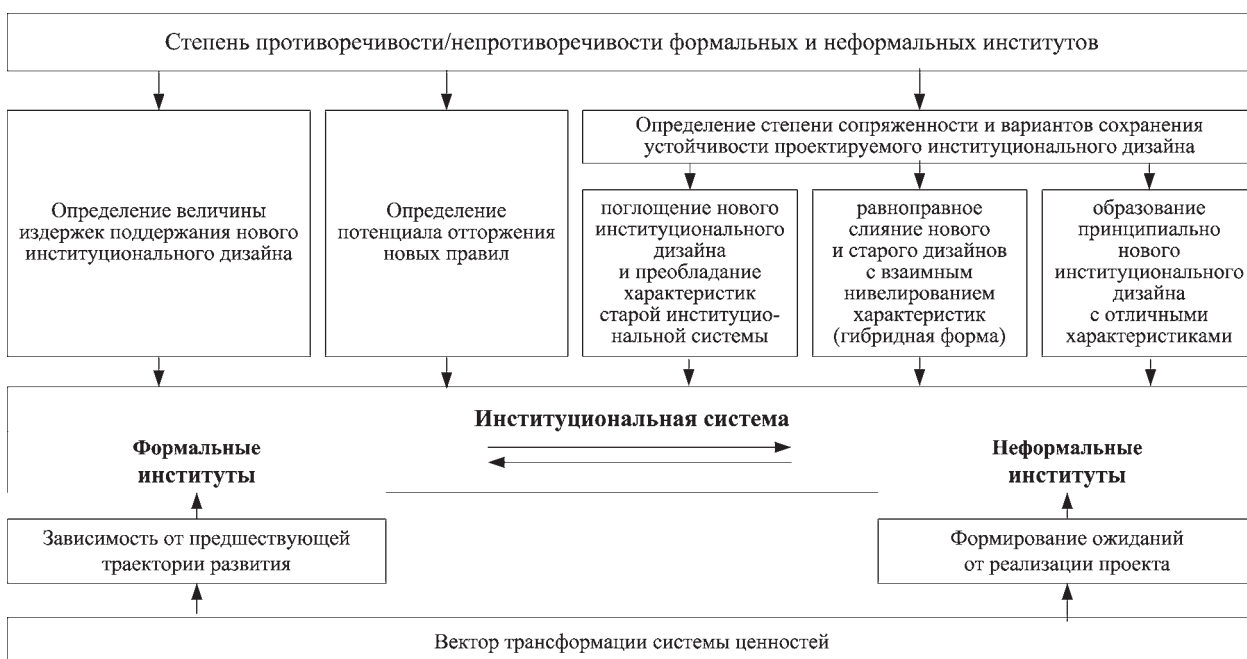 Степень противоречивости/непротиворечивости формальных и неформальных институтов
Определение величины
издержек поддержания нового
институционального дизайна
Определение
потенциала отторжения
новых правил
Определение степени сопряженности и вариантов сохранения
устойчивости проектируемого институционального дизайна
поглощение нового
институционального
дизайна
и преобладание
характеристик
старой институцио-
нальной системы
равноправное
слияние нового
и старого дизайнов
с взаимным
нивелированием
характеристик
(гибридная форма)
образование
принципиально
нового
институционального
дизайна
с отличными
характеристиками
Институциональная система
Формальные
институты
Неформальные
институты
Зависимость от предшествующей
траектории развития
Формирование ожиданий
от реализации проекта
Вектор трансформации системы ценностей